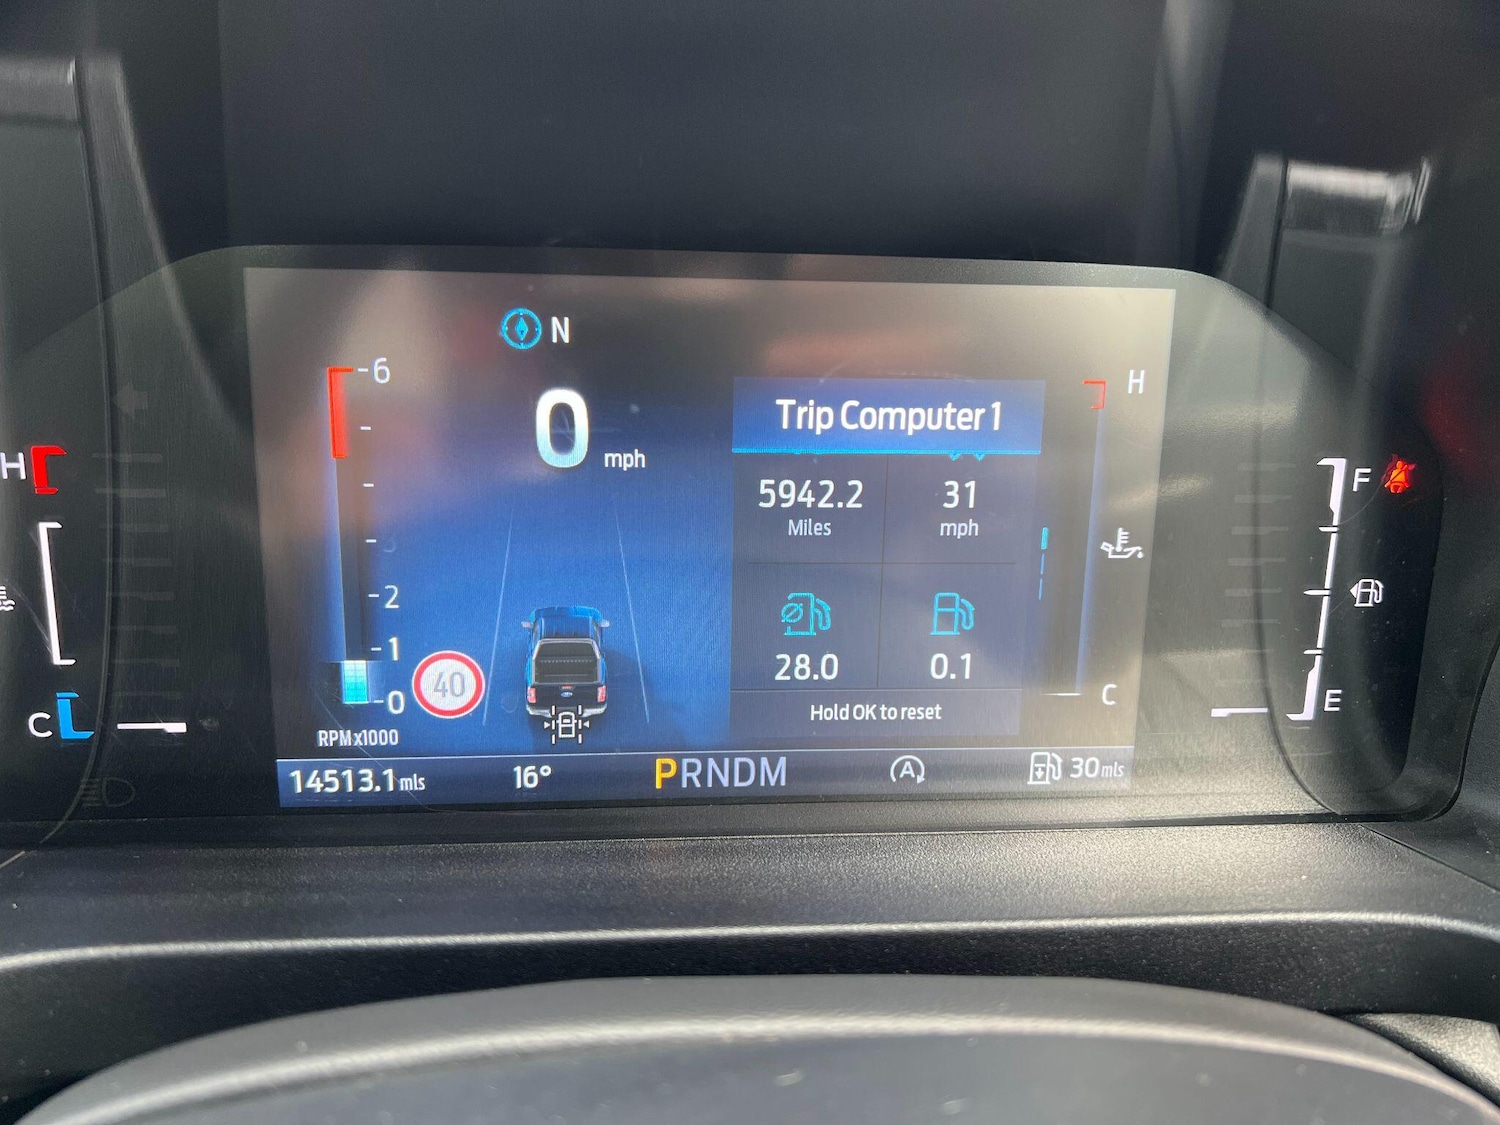 N
6
0
mph
2
1
0
40
RPMx1000
Trip Computer 1
5942.2
Miles
31
mph
28.0
0.1
Hold OK to reset
H
C
14513.1 mls
16°
PRNDM
A
30 mls
H
C
F
E